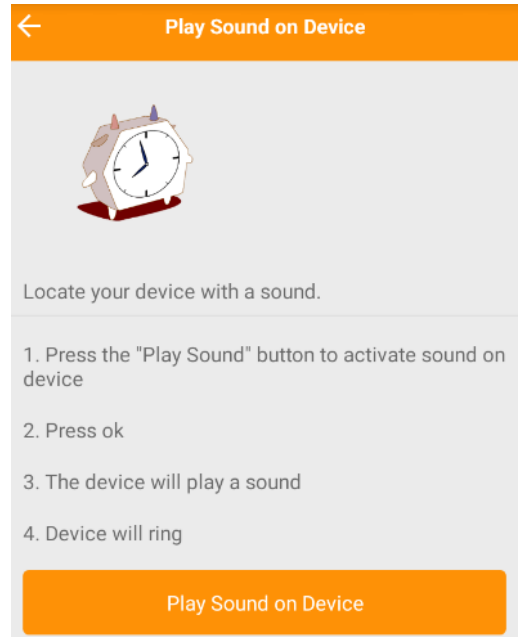 Play Sound on Device
Locate your device with a sound.
1. Press the "Play Sound" button to activate sound on
device
2. Press ok
3. The device will play a sound
4. Device will ring
Play Sound on Device